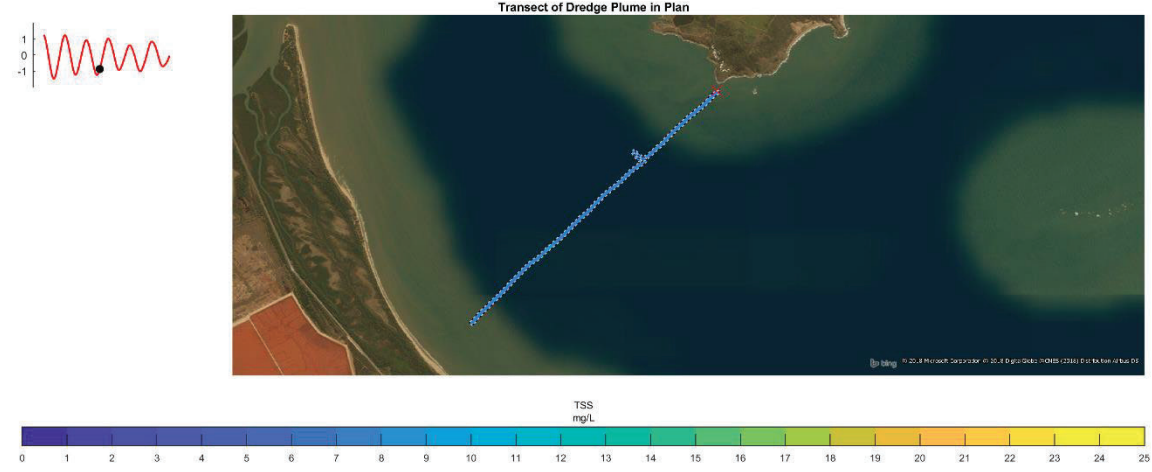 Transect of Dredge Plume in Plan
1
0
-1
bing © 2018 Microsoft Corporation © 2018 Digital Globe ©CNES (2018) Distribution Airbus DS
TSS
mg/L
0 1 2 3 4 5 6 7 8 9 10 11 12 13 14 15 16 17 18 19 20 21 22 23 24 25